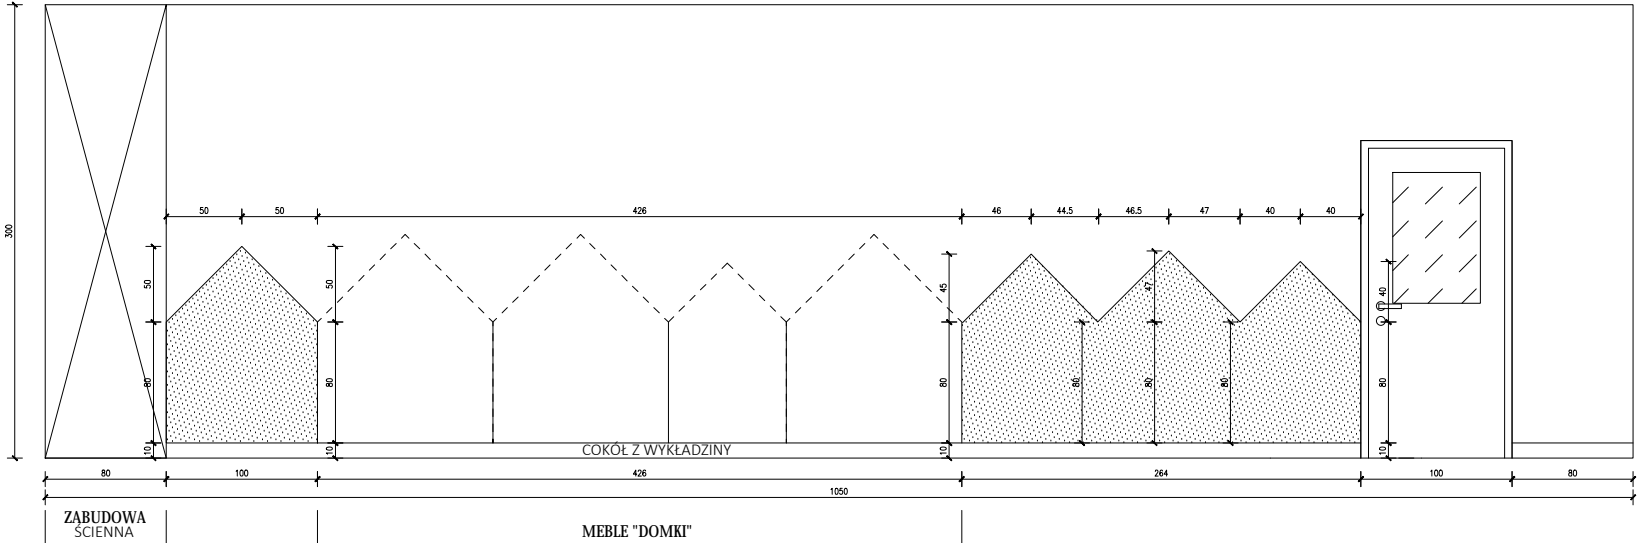 300
50 50 426 46 44.5 46.5 47 40 40
50 50 45 47 40
80 80 80 80 80 80 80
10 10 10 10
COKÓŁ Z WYKŁADZINY
80 100 426 264 100 80
1050
ZABUDOWA
ŚCIENNA
MEBLE "DOMKI"